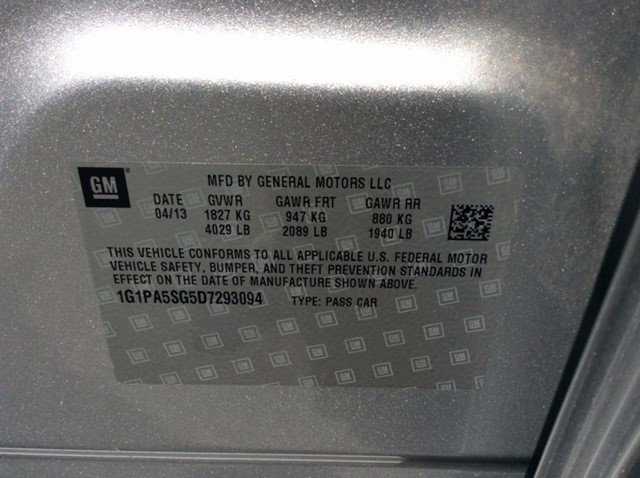 GM
MFD BY GENERAL MOTORS LLC
DATE GVWR GAWR FRT GAWR RR
04/13 1827 KG 947 KG 880 KG
4029 LB 2089 LB 1940 LB
THIS VEHICLE CONFORMS TO ALL APPLICABLE U.S. FEDERAL MOTOR
VEHICLE SAFETY, BUMPER, AND THEFT PREVENTION STANDARDS IN
EFFECT ON THE DATE OF MANUFACTURE SHOWN ABOVE.
1G1PA5SG5D7293094 TYPE: PASS CAR